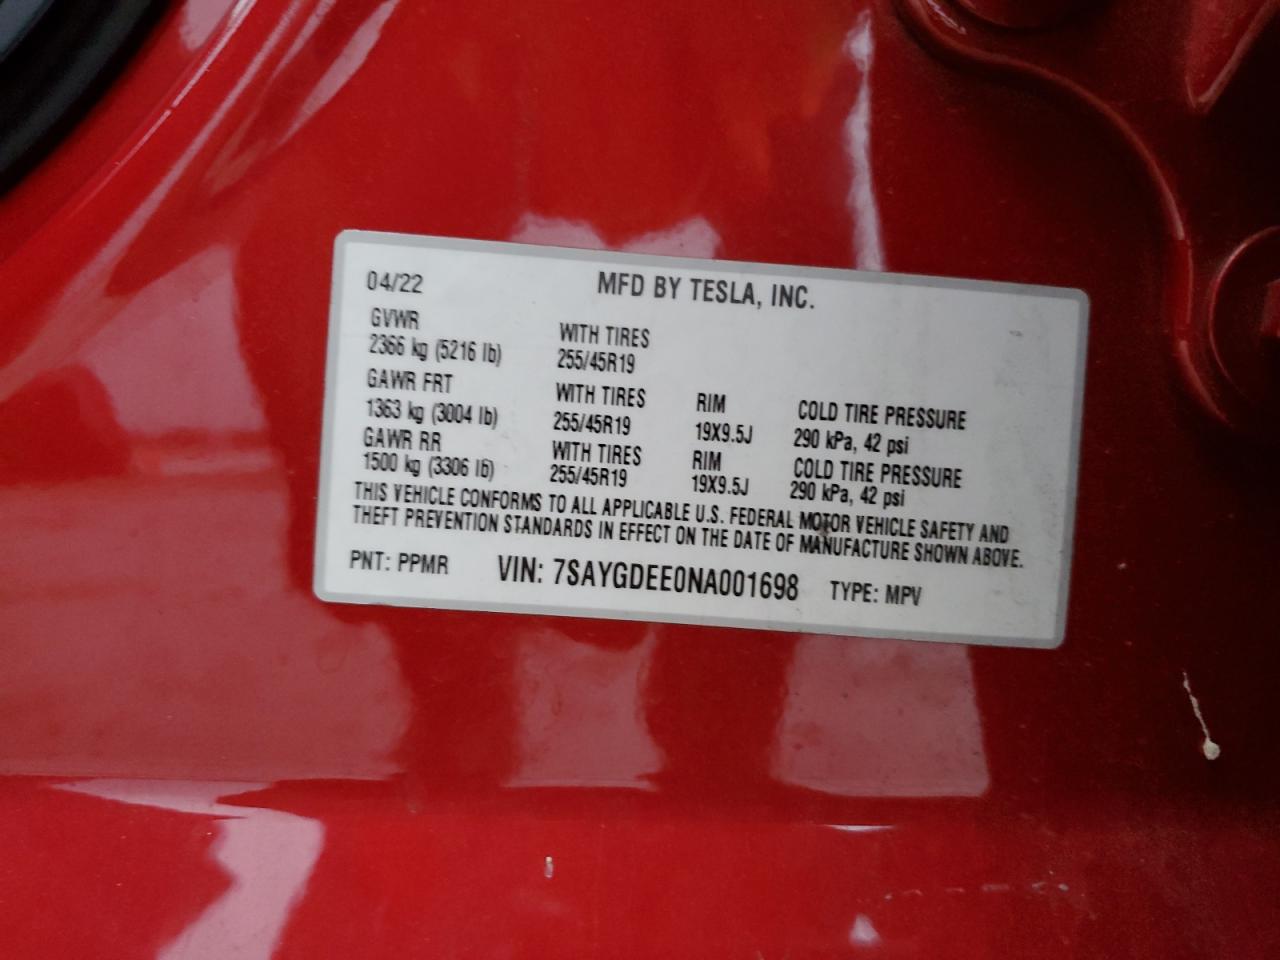 04/22 MFD BY TESLA, INC.
GVWR WITH TIRES
2366 kg (5216 lb) 255/45R19
GAWR FRT WITH TIRES RIM COLD TIRE PRESSURE
1363 kg (3004 lb) 255/45R19 19X9.5J 290 kPa, 42 psi
GAWR RR WITH TIRES RIM COLD TIRE PRESSURE
1500 kg (3306 lb) 255/45R19 19X9.5J 290 kPa, 42 psi
THIS VEHICLE CONFORMS TO ALL APPLICABLE U.S. FEDERAL MOTOR VEHICLE SAFETY AND
THEFT PREVENTION STANDARDS IN EFFECT ON THE DATE OF MANUFACTURE SHOWN ABOVE.
PNT: PPMR VIN: 7SAYGDEE0NA001698 TYPE: MPV